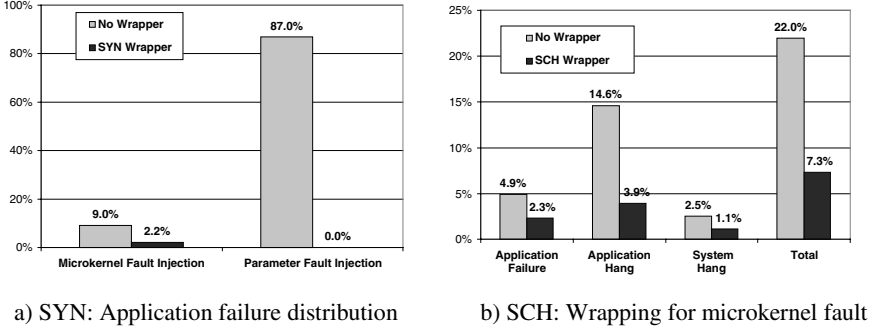 100%
80%
60%
40%
20%
0%
No Wrapper
SYN Wrapper
87.0%
9.0%
2.2%
0.0%
Microkernel Fault Injection
Parameter Fault Injection
a) SYN: Application failure distribution
25%
20%
15%
10%
5%
0%
No Wrapper
SCH Wrapper
22.0%
14.6%
4.9%
2.3%
3.9%
2.5%
1.1%
7.3%
Application
Failure
Application
Hang
System
Hang
Total
b) SCH: Wrapping for microkernel fault